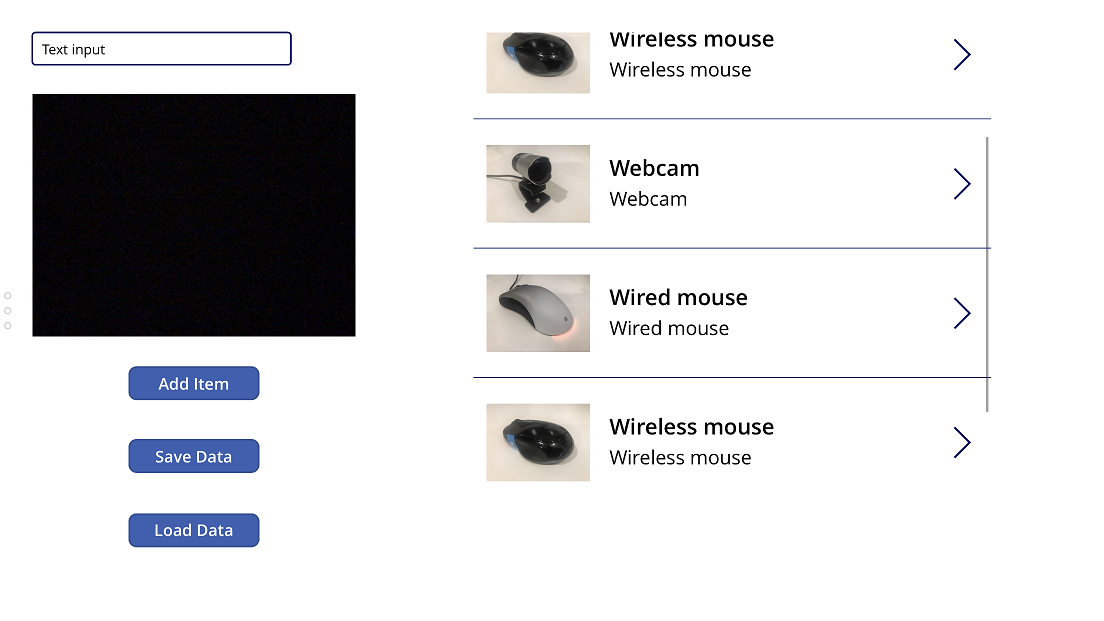 Text input
Add Item
Save Data
Load Data
Wireless mouse
Wireless mouse
Webcam
Webcam
Wired mouse
Wired mouse
Wireless mouse
Wireless mouse